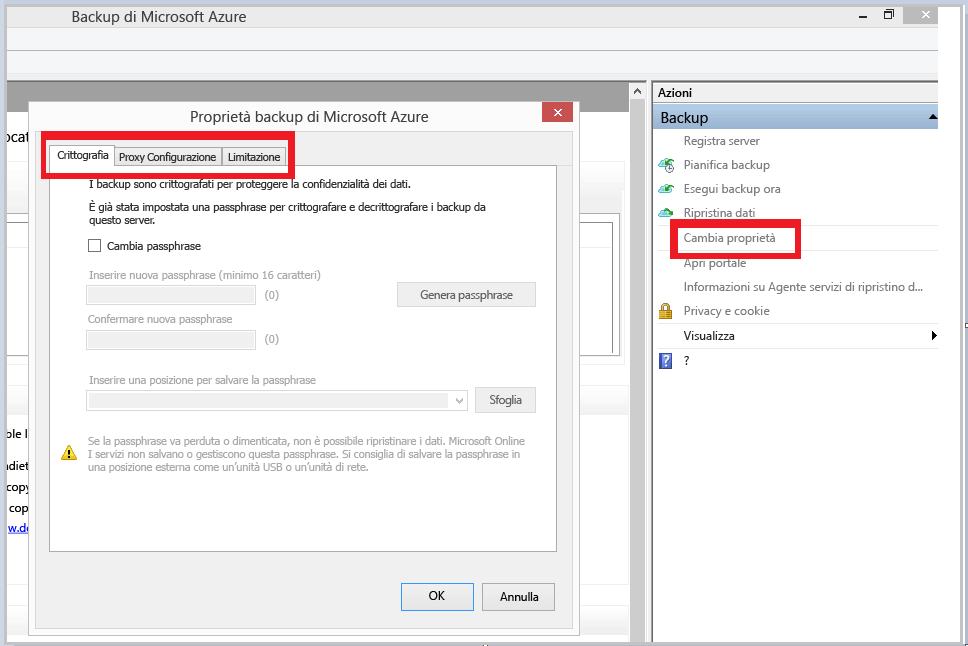 Backup di Microsoft Azure
Proprietà backup di Microsoft Azure
Crittografia
Proxy Configurazione
Limitazione
I backup sono crittografati per proteggere la confidenzialità dei dati.
È già stata impostata una passphrase per crittografare e decrittografare i backup da
questo server.
Cambia passphrase
Inserire nuova passphrase (minimo 16 caratteri)
(0)
Genera passphrase
Confermare nuova passphrase
(0)
Inserire una posizione per salvare la passphrase
Sfoglia
Se la passphrase va perduta o dimenticata, non è possibile ripristinare i dati. Microsoft Online
I servizi non salvano o gestiscono questa passphrase. Si consiglia di salvare la passphrase in
una posizione esterna come un'unità USB o un'unità di rete.
OK
Annulla
Azioni
Backup
Registra server
Pianifica backup
Esegui backup ora
Ripristina dati
Cambia proprietà
Apri portale
Informazioni su Agente servizi di ripristino d...
Privacy e cookie
Visualizza
?